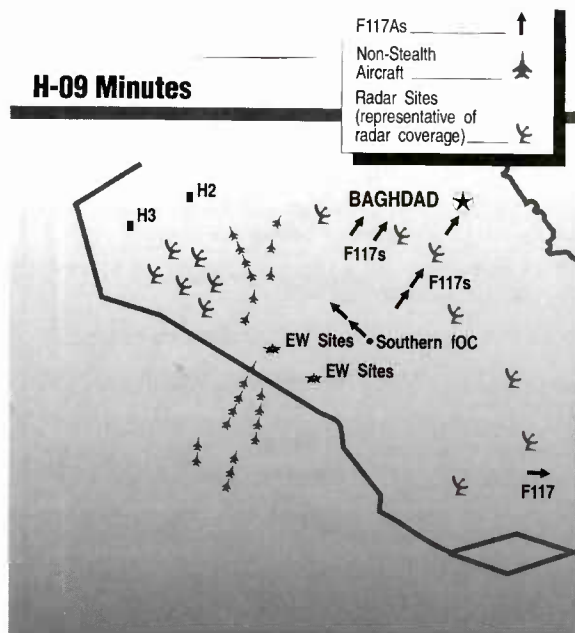 F117As
Non-Stealth
Aircraft
Radar Sites
(representative of
radar coverage)
H-09 Minutes
H2
H3
BAGHDAD
F117s
F117s
EW Sites
Southern fOC
EW Sites
F117